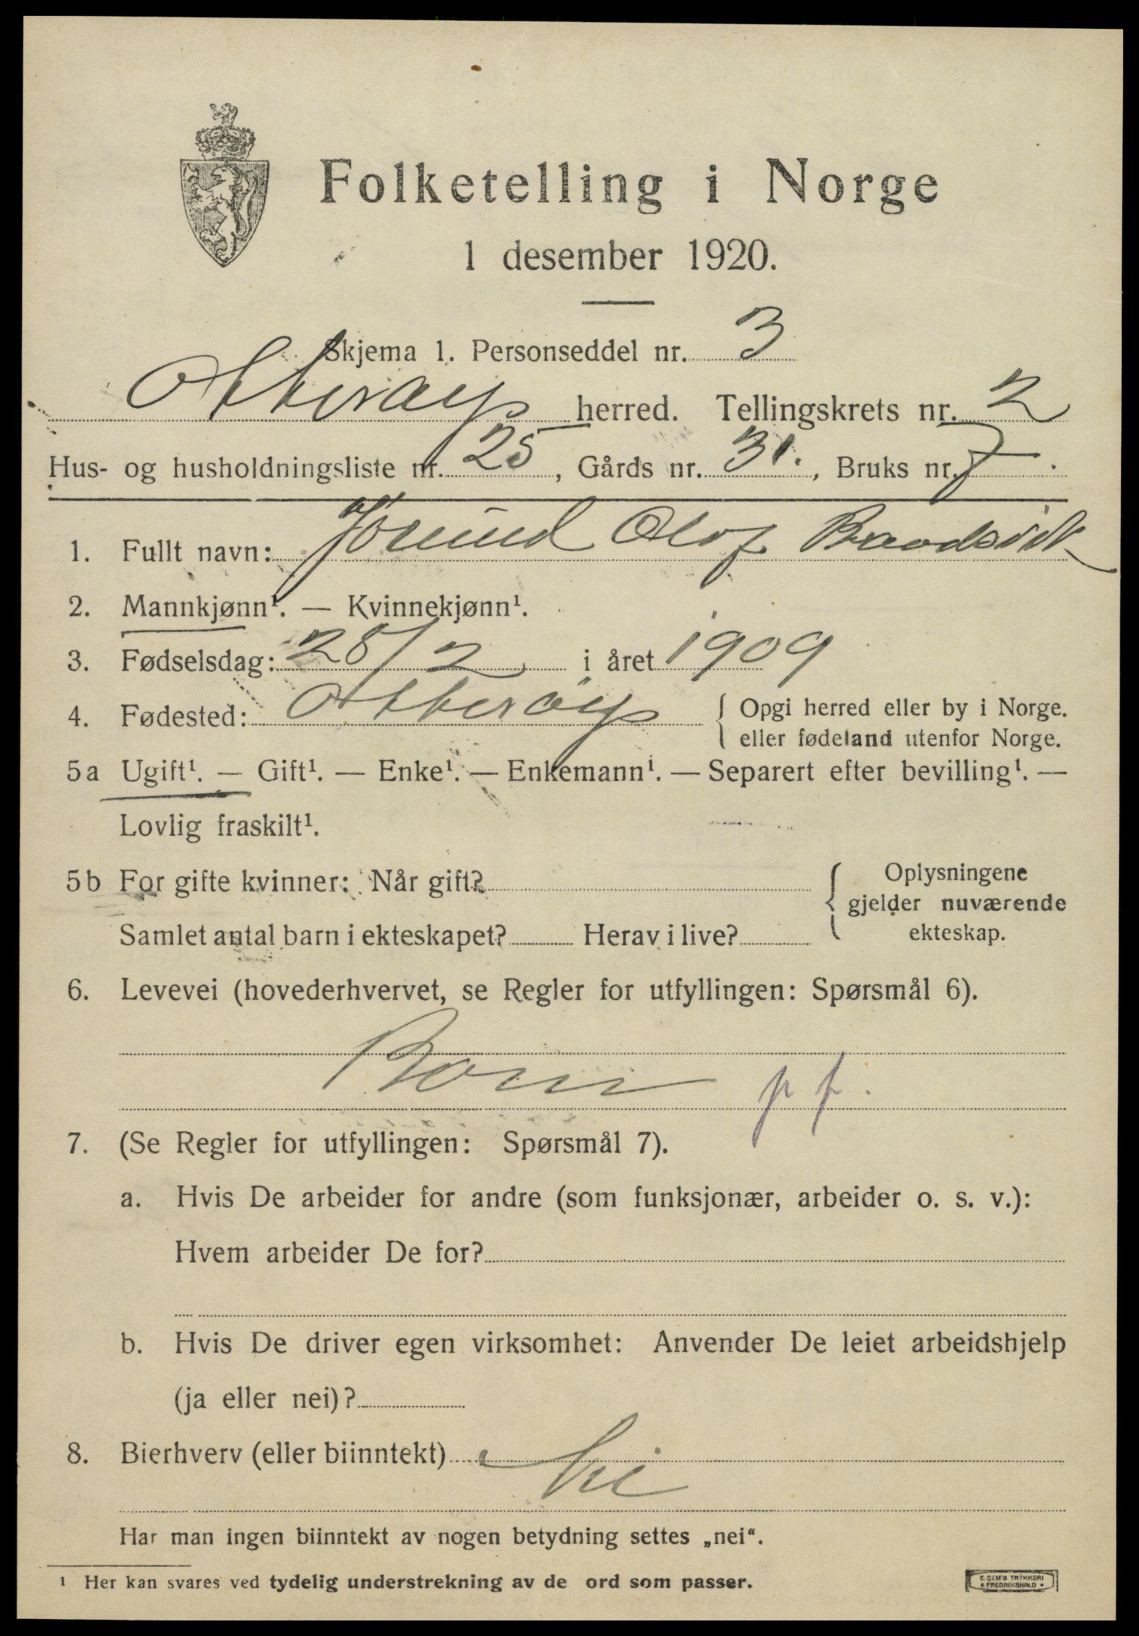 Folketelling i Norge
1 desember 1920.
Skjema 1. Personseddel nr. 3
Otterøy herred. Tellingskrets nr. 2
Hus- og husholdningsliste nr. 25, Gårds nr. 31., Bruks nr. 7.
1. Fullt navn: Jörund Olof
2. Mannkjønn¹. — Kvinnekjønn¹.
3. Fødselsdag: 28/2 i året 1909
4. Fødested: Otterøy { Opgi herred eller by i Norge.
eller fødeland utenfor Norge.
5a Ugift¹. — Gift¹. — Enke¹. — Enkemann¹. — Separert efter bevilling¹. —
Lovlig fraskilt¹.
5b For gifte kvinner: Når gift? { Oplysningene
gjelder nuværende
Samlet antal barn i ekteskapet? Herav i live? ekteskap.
6. Levevei (hovederhvervet, se Regler for utfyllingen: Spørsmål 6).
Barn p f.
7. (Se Regler for utfyllingen: Spørsmål 7).
a. Hvis De arbeider for andre (som funksjonær, arbeider o. s. v.):
Hvem arbeider De for?
b. Hvis De driver egen virksomhet: Anvender De leiet arbeidshjelp
(ja eller nei)?
8. Bierhverv (eller biinntekt) Nei
Har man ingen biinntekt av nogen betydning settes „nei“.
¹ Her kan svares ved tydelig understrekning av de ord som passer.